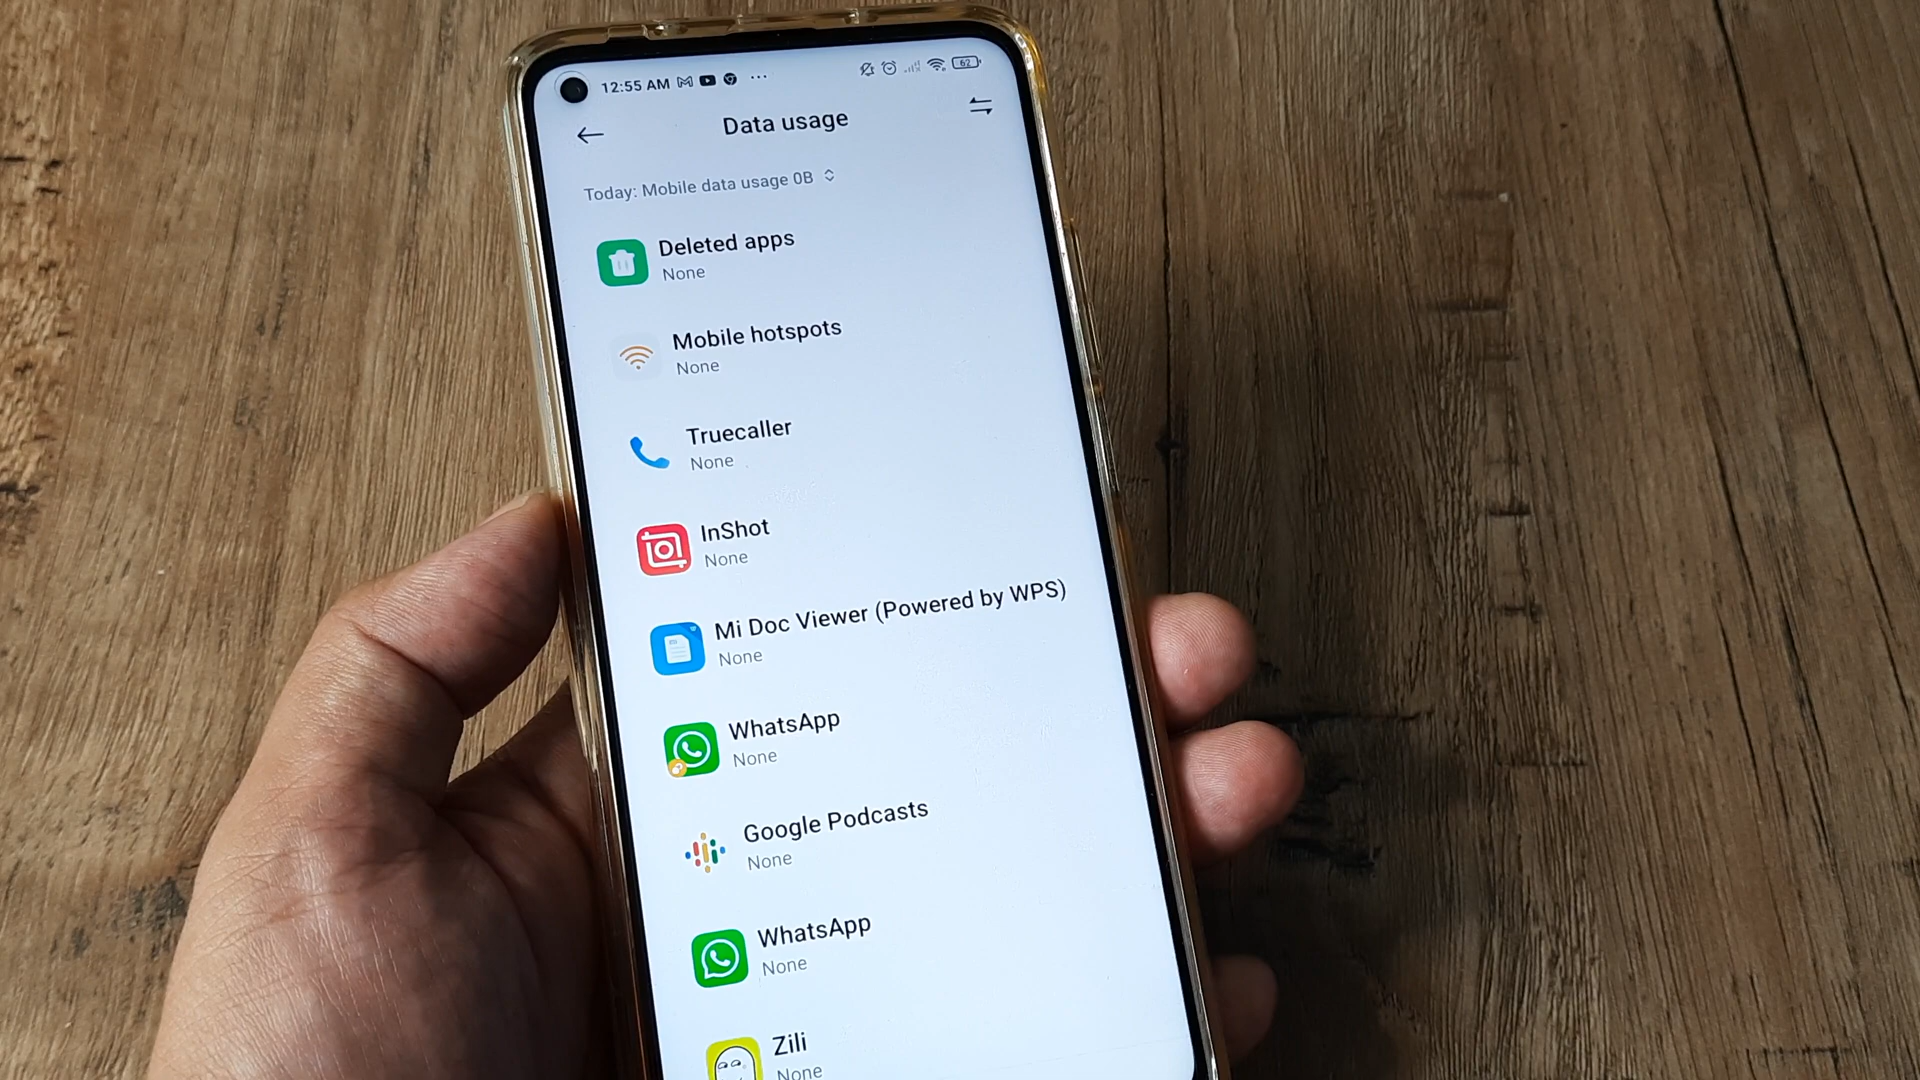 12:55 AM
62
Data usage
Today: Mobile data usage 0B
Deleted apps
None
Mobile hotspots
None
Truecaller
None
InShot
None
Mi Doc Viewer (Powered by WPS)
None
WhatsApp
None
Google Podcasts
None
WhatsApp
None
Zili
None